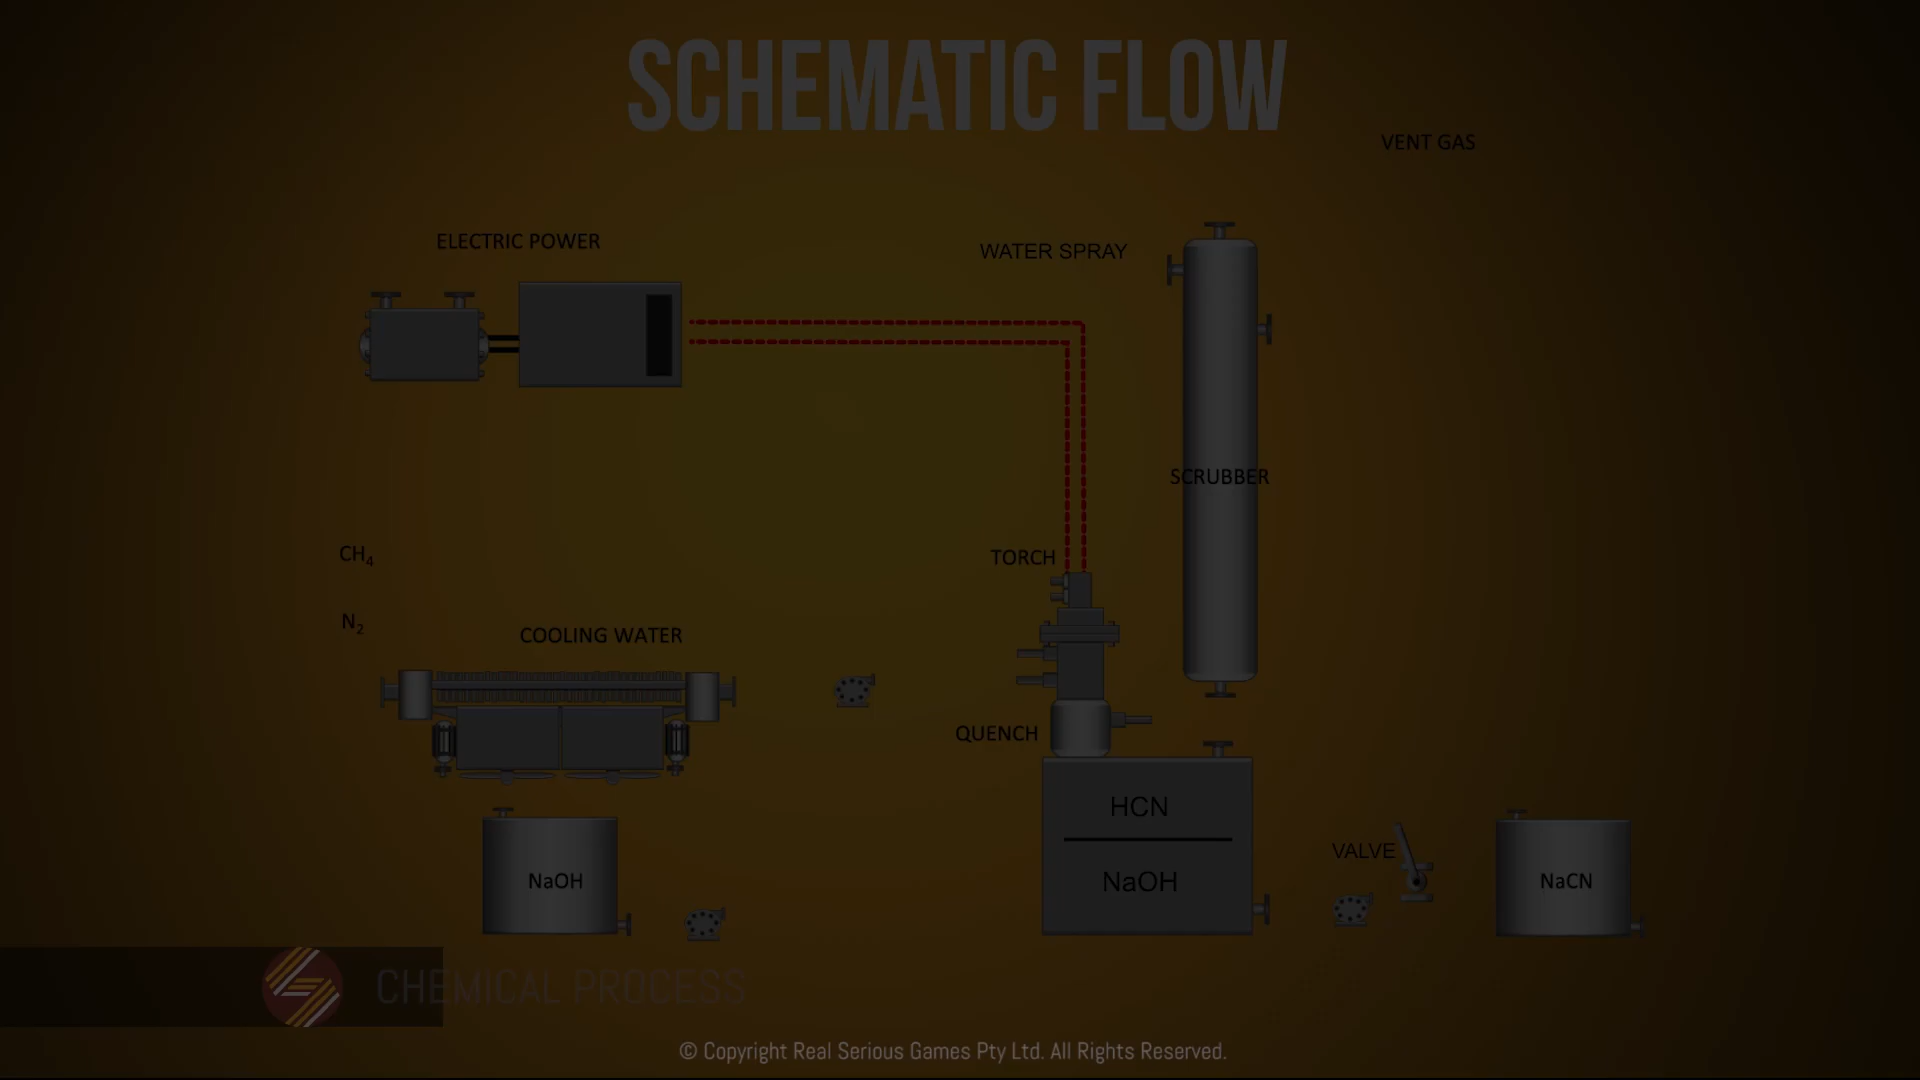 SCHEMATIC FLOW
VENT GAS
ELECTRIC POWER
WATER SPRAY
SCRUBBER
CH₄
TORCH
N₂
COOLING WATER
QUENCH
HCN
NaOH
VALVE
NaOH
NaCN
CHEMICAL PROCESS
© Copyright Real Serious Games Pty Ltd. All Rights Reserved.